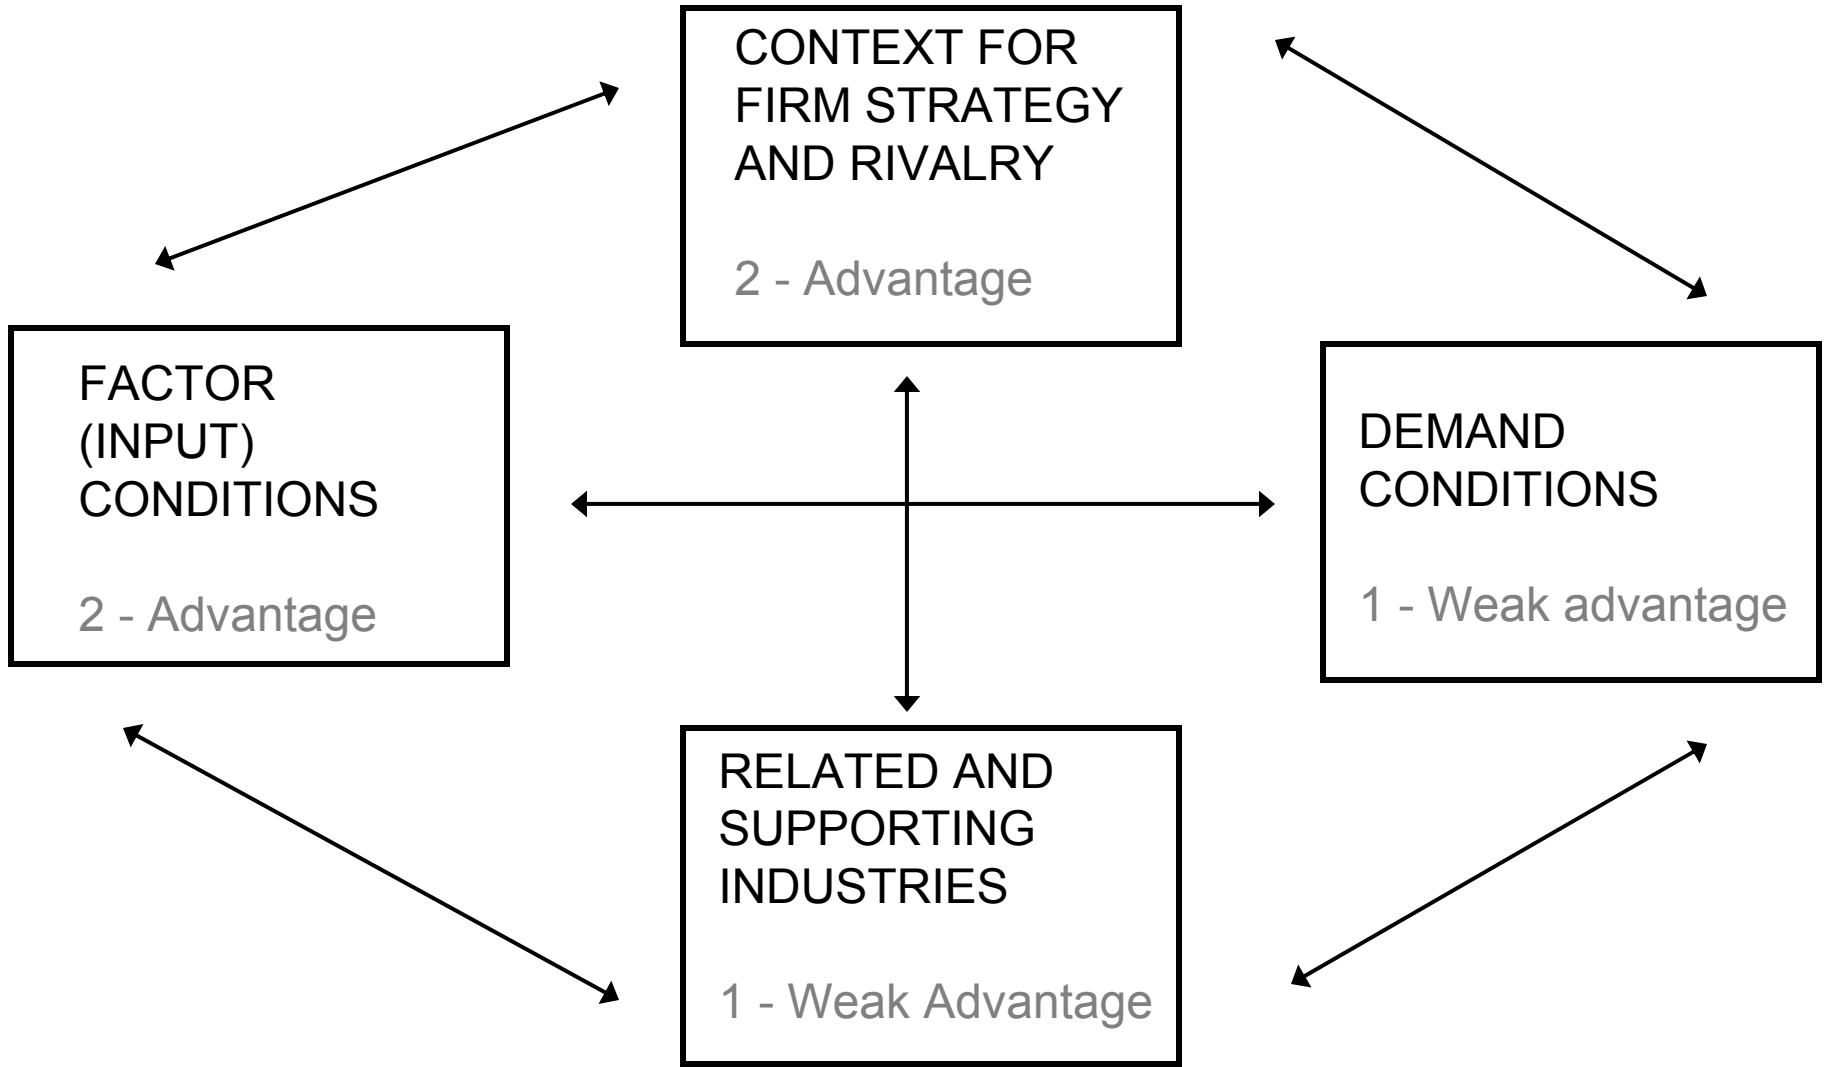 CONTEXT FOR
FIRM STRATEGY
AND RIVALRY
2 - Advantage
FACTOR
(INPUT)
CONDITIONS
2 - Advantage
DEMAND
CONDITIONS
1 - Weak advantage
RELATED AND
SUPPORTING
INDUSTRIES
1 - Weak Advantage